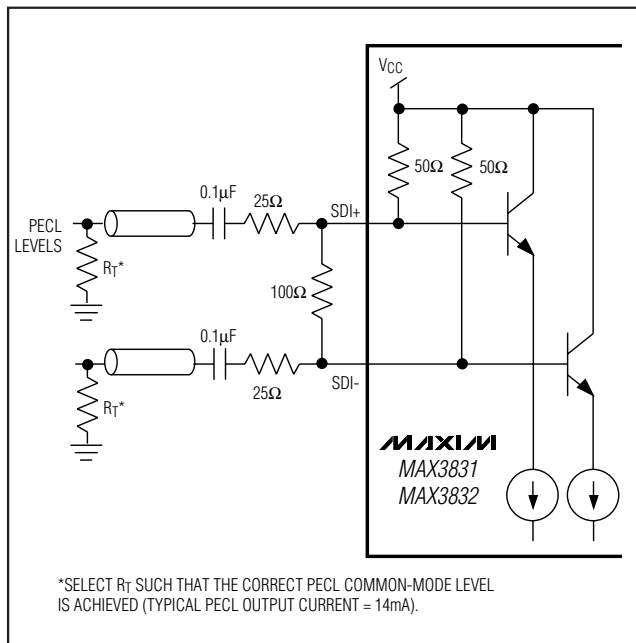 VCC
50Ω
50Ω
0.1µF
25Ω
SDI+
PECL
LEVELS
RT*
100Ω
0.1µF
25Ω
SDI-
RT*
MAXIM
MAX3831
MAX3832
*SELECT RT SUCH THAT THE CORRECT PECL COMMON-MODE LEVEL
IS ACHIEVED (TYPICAL PECL OUTPUT CURRENT = 14mA).